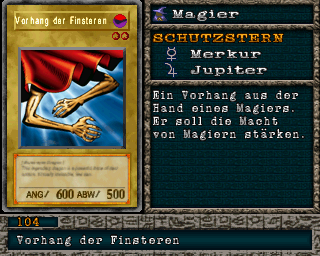 Vorhang der Finsteren
ANG/ 600 ABW/ 500
Magier
SCHUTZSTERN
Merkur
Jupiter
Ein Vorhang aus der
Hand eines Magiers.
Er soll die Macht
von Magiern stärken.
104
Vorhang der Finsteren